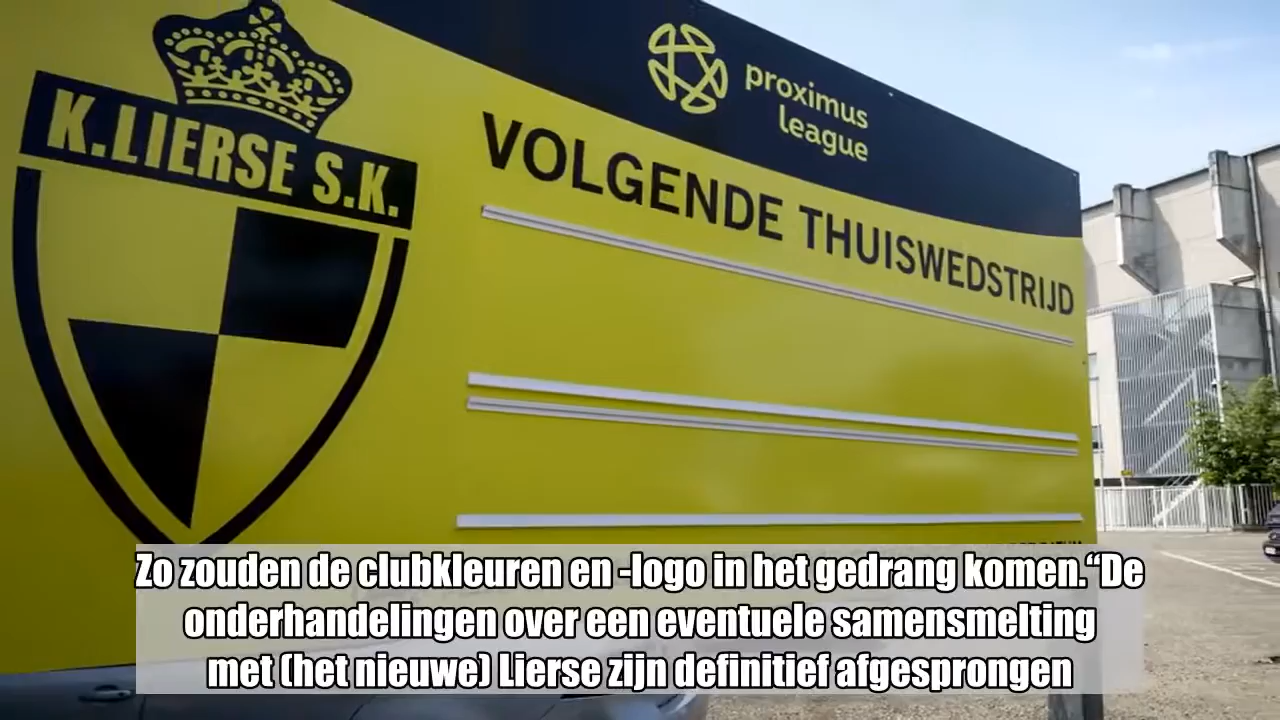 K.LIERSE S.K.
proximus
league
VOLGENDE THUISWEDSTRIJD
Zo zouden de clubkleuren en -logo in het gedrang komen.“De
onderhandelingen over een eventuele samensmelting
met (het nieuwe) Lierse zijn definitief afgesprongen